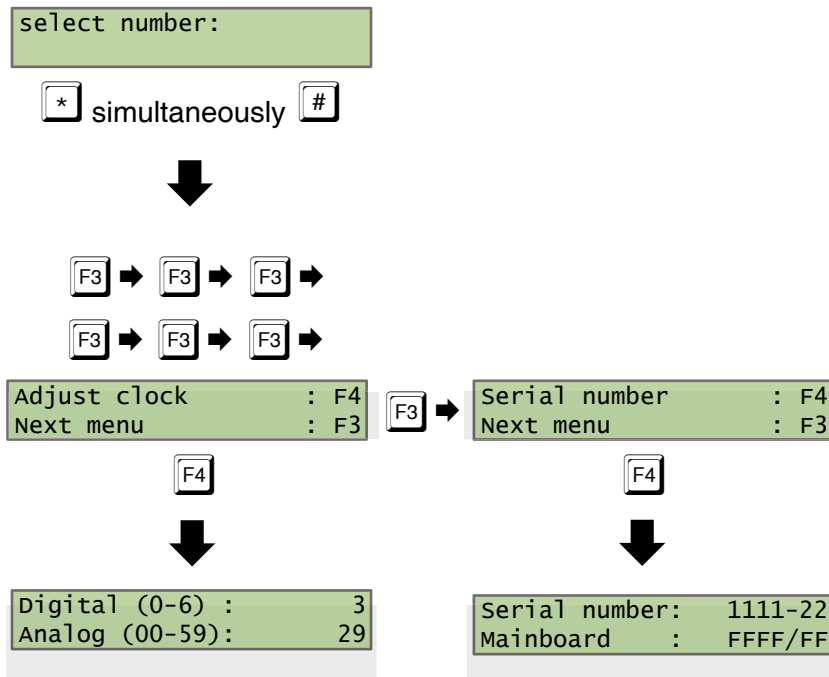 select number:
* simultaneously #
F3 F3 F3
F3 F3 F3
Adjust clock : F4
Next menu : F3
F3
Serial number : F4
Next menu : F3
F4
F4
Digital (0-6) : 3
Analog (00-59): 29
Serial number: 1111-22
Mainboard : FFFF/FF